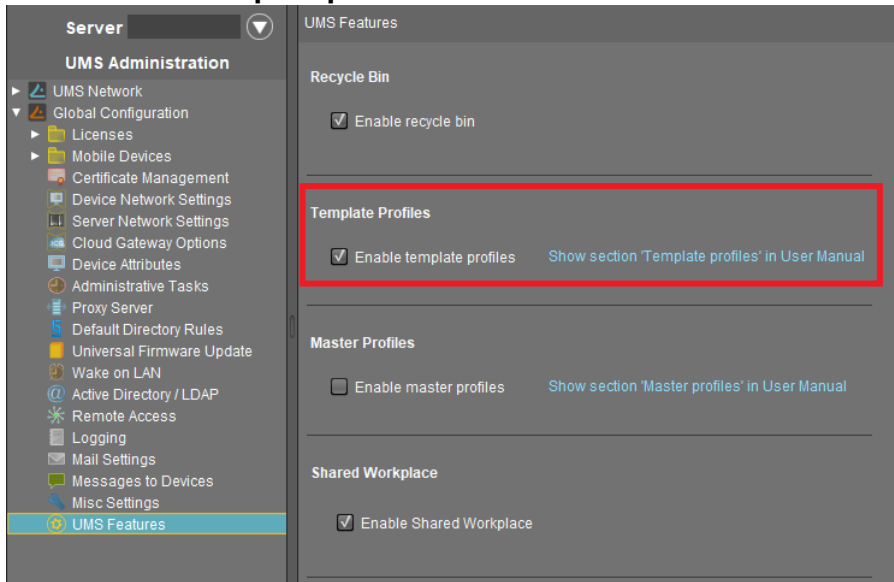 Server
UMS Administration
UMS Network
Global Configuration
Licenses
Mobile Devices
Certificate Management
Device Network Settings
Server Network Settings
Cloud Gateway Options
Device Attributes
Administrative Tasks
Proxy Server
Default Directory Rules
Universal Firmware Update
Wake on LAN
Active Directory / LDAP
Remote Access
Logging
Mail Settings
Messages to Devices
Misc Settings
UMS Features
UMS Features
Recycle Bin
Enable recycle bin
Template Profiles
Enable template profiles Show section 'Template profiles' in User Manual
Master Profiles
Enable master profiles Show section 'Master profiles' in User Manual
Shared Workplace
Enable Shared Workplace